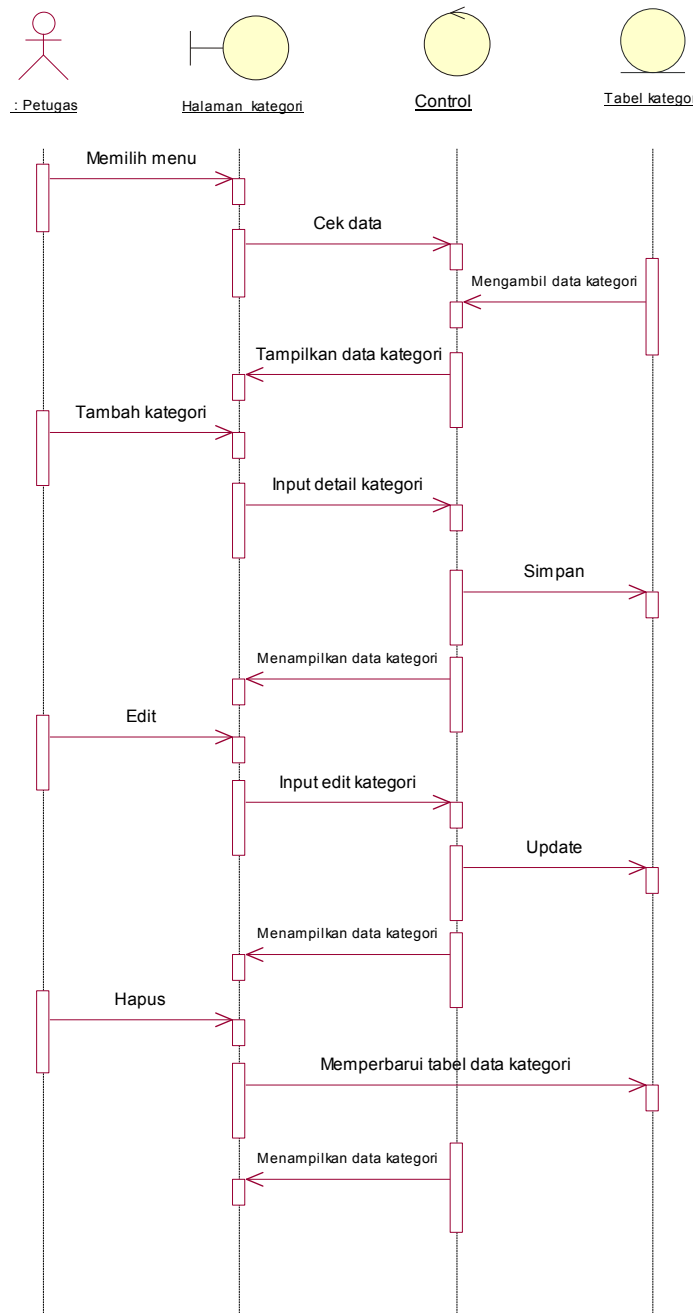 : Petugas
Halaman kategori
Control
Tabel kategor
Memilih menu
Cek data
Mengambil data kategori
Tampilkan data kategori
Tambah kategori
Input detail kategori
Simpan
Menampilkan data kategori
Edit
Input edit kategori
Update
Menampilkan data kategori
Hapus
Memperbarui tabel data kategori
Menampilkan data kategori